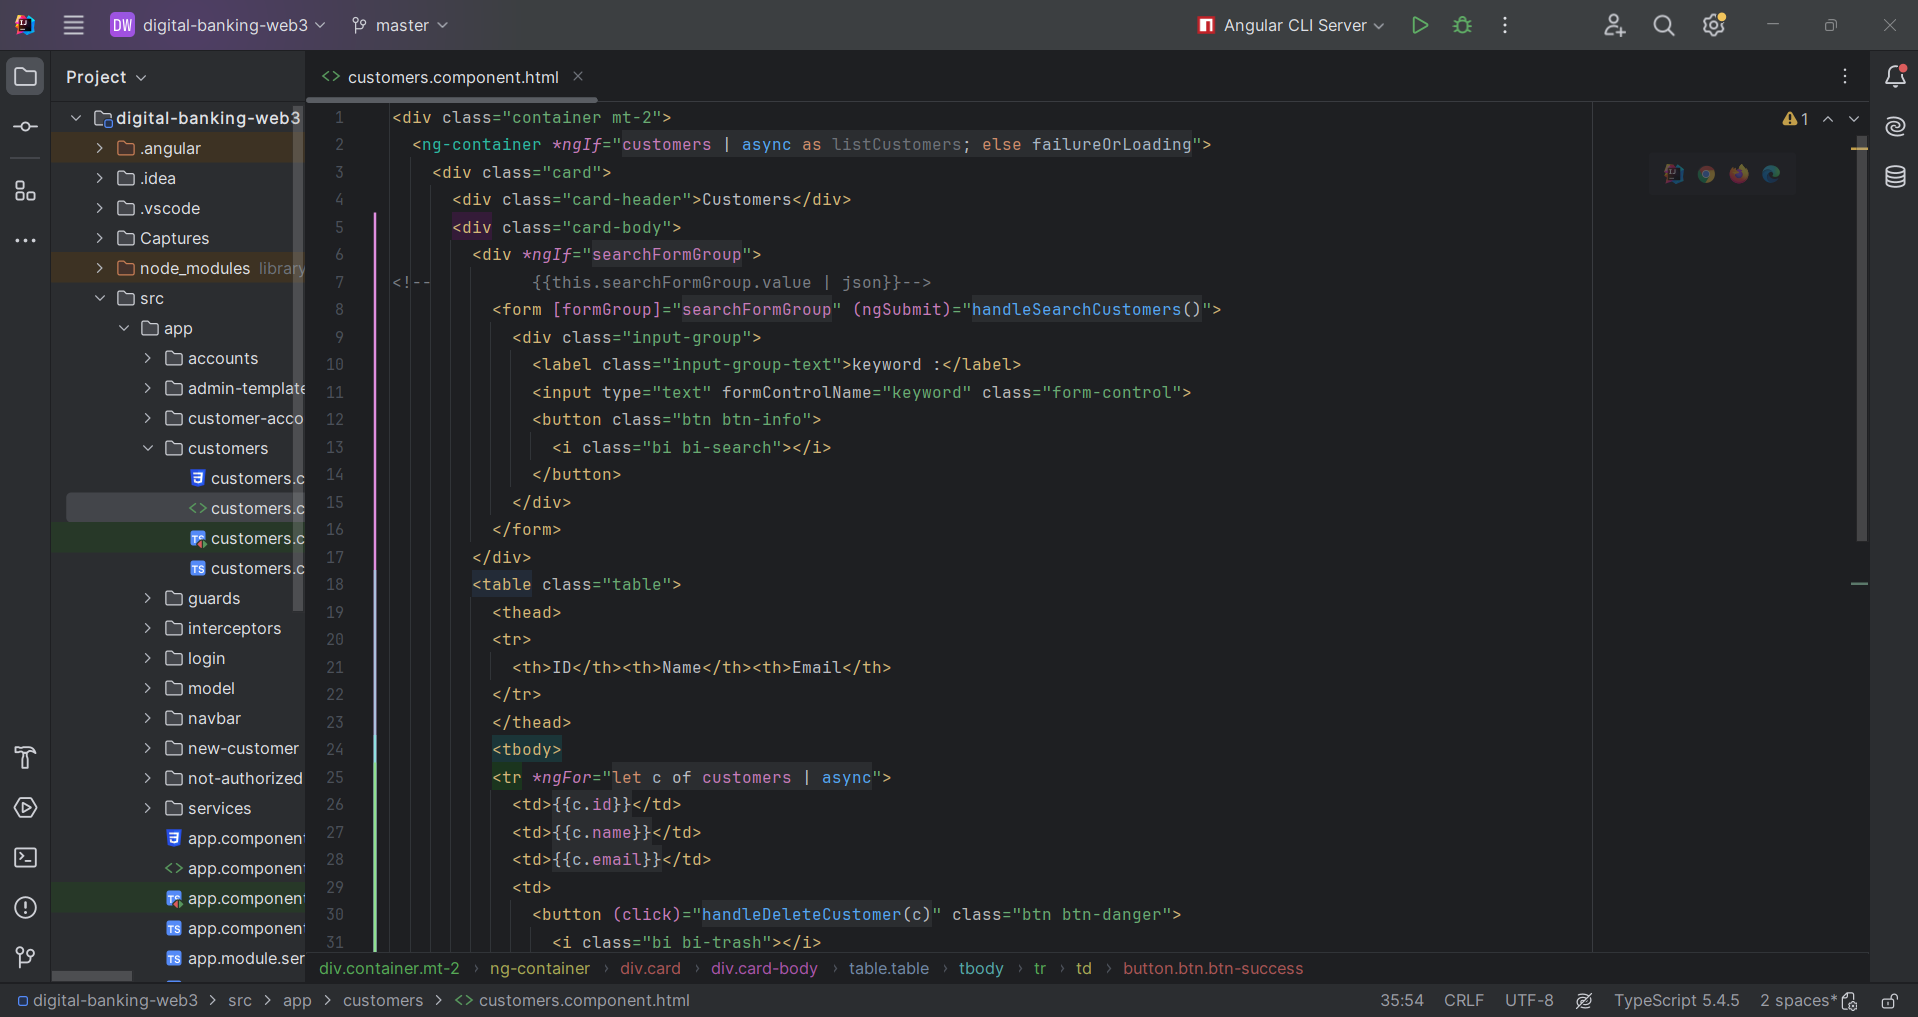 DW digital-banking-web3 master Angular CLI Server
Project
customers.component.html
digital-banking-web3
.angular
.idea
.vscode
Captures
node_modules library
src
app
accounts
admin-template
customer-acco
customers
customers.c
customers.c
customers.c
customers.c
guards
interceptors
login
model
navbar
new-customer
not-authorized
services
app.component
app.component
app.component
app.component
app.module.ser
1 <div class="container mt-2">
2 <ng-container *ngIf="customers | async as listCustomers; else failureOrLoading">
3 <div class="card">
4 <div class="card-header">Customers</div>
5 <div class="card-body">
6 <div *ngIf="searchFormGroup">
7 <!-- {{this.searchFormGroup.value | json}}-->
8 <form [formGroup]="searchFormGroup" (ngSubmit)="handleSearchCustomers()">
9 <div class="input-group">
10 <label class="input-group-text">keyword :</label>
11 <input type="text" formControlName="keyword" class="form-control">
12 <button class="btn btn-info">
13 <i class="bi bi-search"></i>
14 </button>
15 </div>
16 </form>
17 </div>
18 <table class="table">
19 <thead>
20 <tr>
21 <th>ID</th><th>Name</th><th>Email</th>
22 </tr>
23 </thead>
24 <tbody>
25 <tr *ngFor="let c of customers | async">
26 <td>{{c.id}}</td>
27 <td>{{c.name}}</td>
28 <td>{{c.email}}</td>
29 <td>
30 <button (click)="handleDeleteCustomer(c)" class="btn btn-danger">
31 <i class="bi bi-trash"></i>
1
div.container.mt-2 › ng-container › div.card › div.card-body › table.table › tbody › tr › td › button.btn.btn-success
digital-banking-web3 > src > app > customers > <> customers.component.html 35:54 CRLF UTF-8 TypeScript 5.4.5 2 spaces*